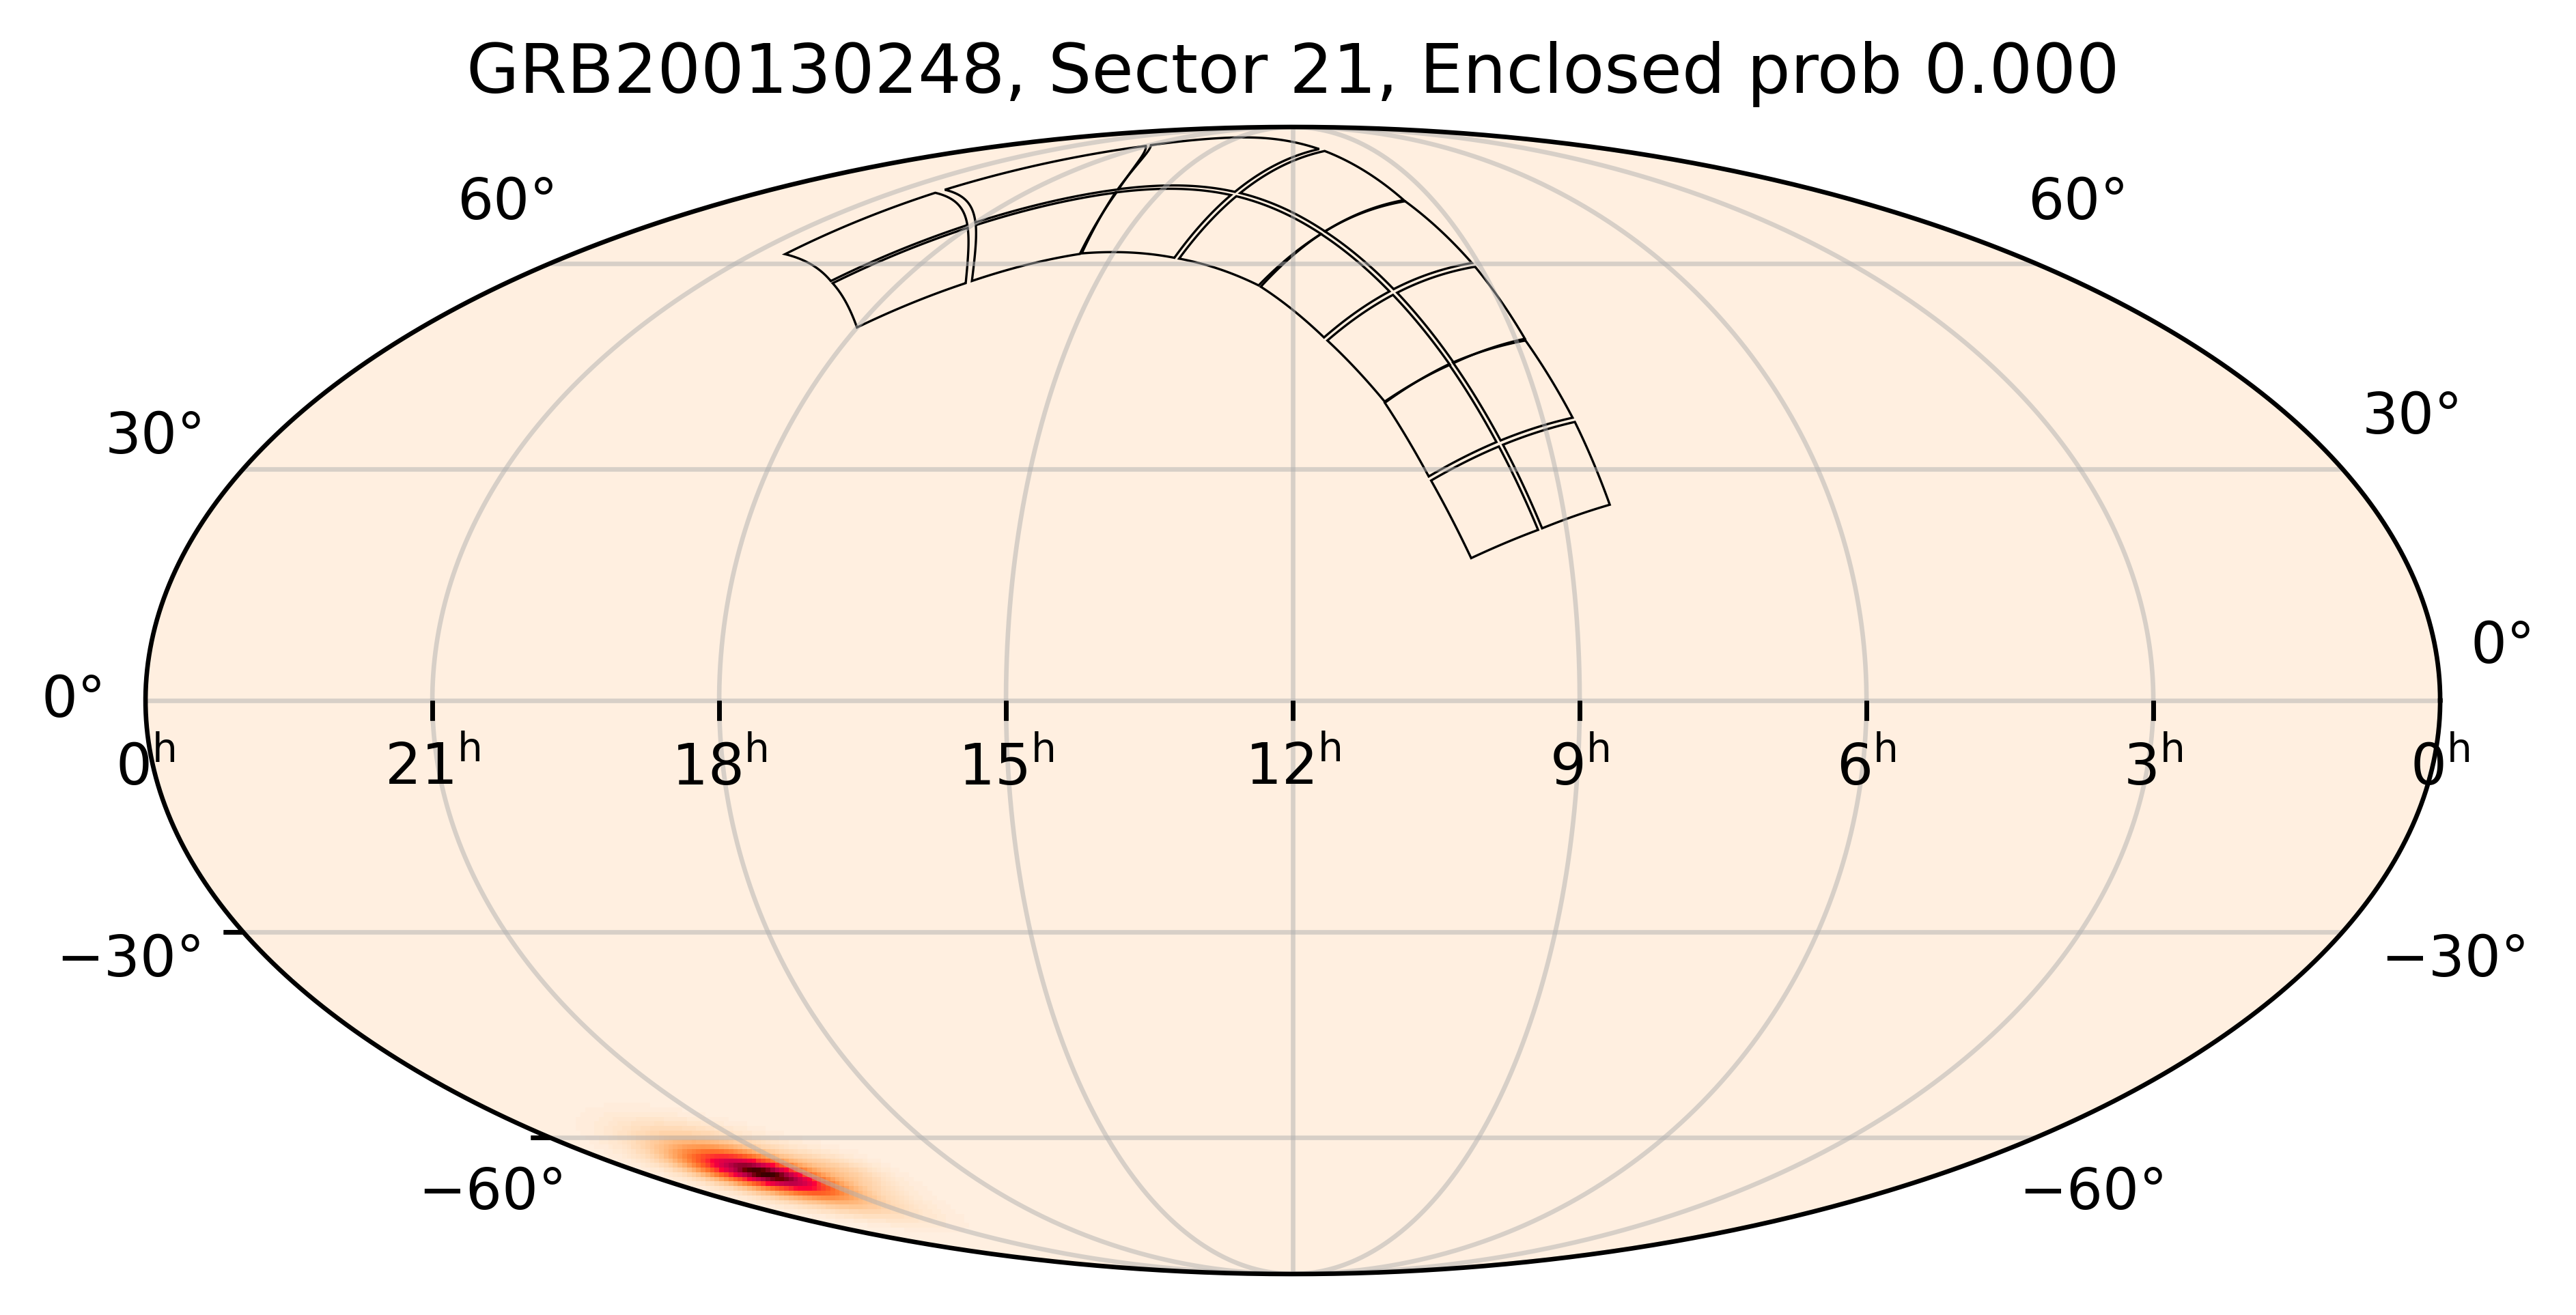 GRB200130248, Sector 21, Enclosed prob 0.000
60° 60°
30° 30°
0° 0°
0ʰ 21ʰ 18ʰ 15ʰ 12ʰ 9ʰ 6ʰ 3ʰ 0ʰ
−30° −30°
−60° −60°